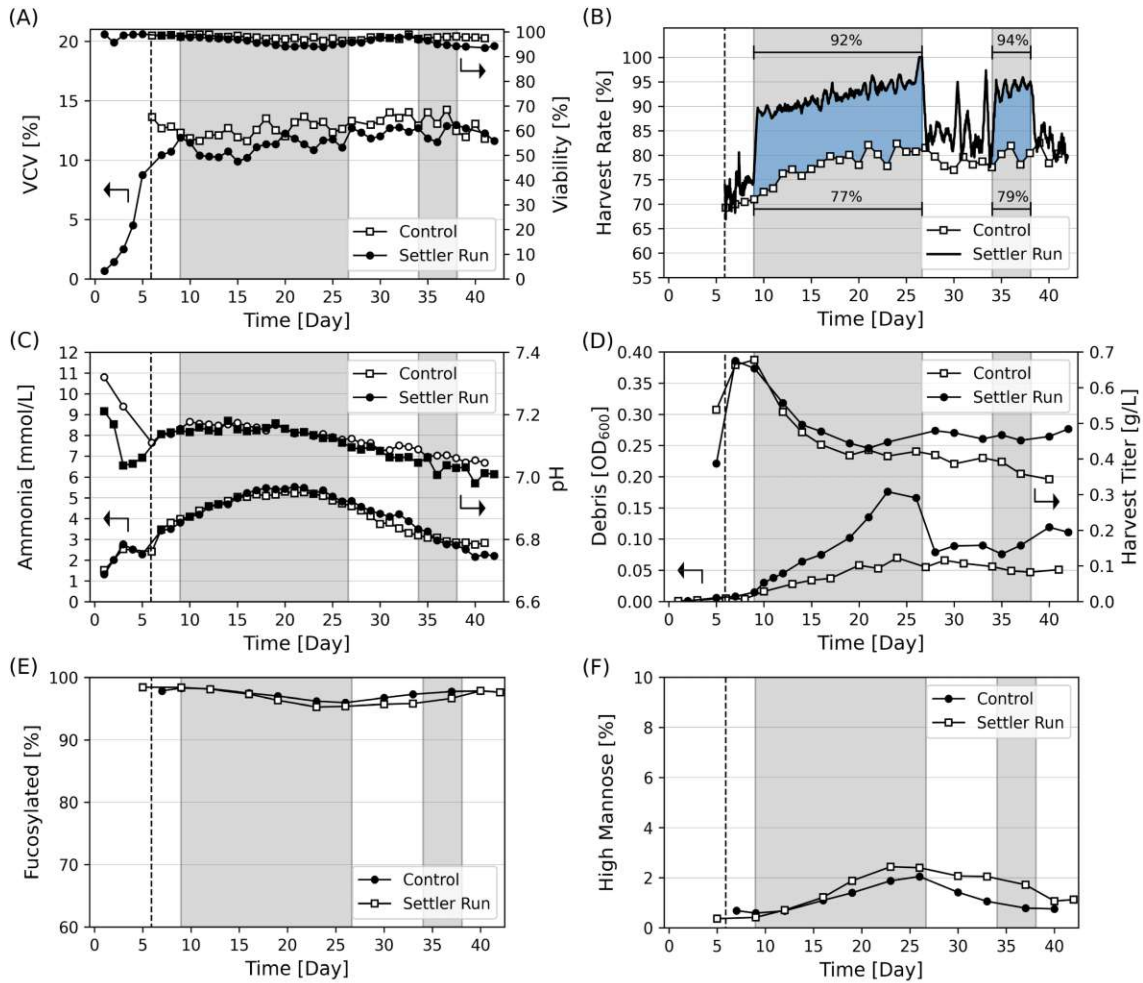 (A)
VCV [%]
20
15
10
5
0
100
90
80
70
60
50
40
30
20
10
0
Viability [%]
Control
Settler Run
0 5 10 15 20 25 30 35 40
Time [Day]
(B)
Harvest Rate [%]
100
95
90
85
80
75
70
65
60
55
92%
94%
77%
79%
Control
Settler Run
0 5 10 15 20 25 30 35 40
Time [Day]
(C)
Ammonia [mmol/L]
12
11
10
9
8
7
6
5
4
3
2
1
0
7.4
7.2
7.0
6.8
6.6
pH
Control
Settler Run
0 5 10 15 20 25 30 35 40
Time [Day]
(D)
Debris [OD600]
0.40
0.35
0.30
0.25
0.20
0.15
0.10
0.05
0.00
0.7
0.6
0.5
0.4
0.3
0.2
0.1
0.0
Harvest Titer [g/L]
Control
Settler Run
0 5 10 15 20 25 30 35 40
Time [Day]
(E)
Fucosylated [%]
100
90
80
70
60
Control
Settler Run
0 5 10 15 20 25 30 35 40
Time [Day]
(F)
High Mannose [%]
10
8
6
4
2
0
Control
Settler Run
0 5 10 15 20 25 30 35 40
Time [Day]